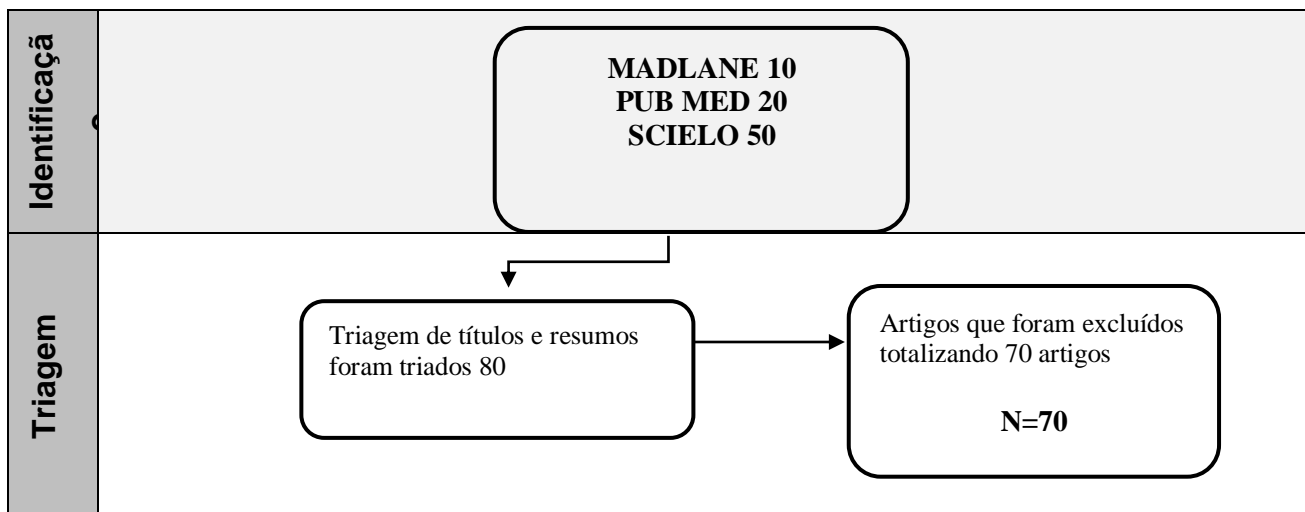 Identificaçã
MADLANE 10
PUB MED 20
SCIELO 50
Triagem
Triagem de títulos e resumos
foram triados 80
Artigos que foram excluídos
totalizando 70 artigos
N=70